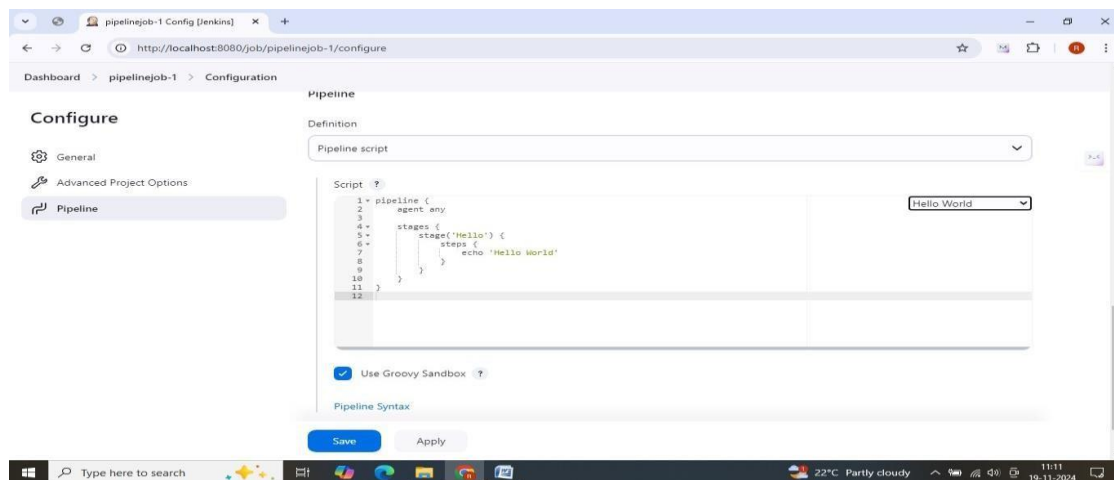 pipelinejob-1 Config [Jenkins]
http://localhost:8080/job/pipelinejob-1/configure
R
Dashboard > pipelinejob-1 > Configuration
Configure
General
Advanced Project Options
Pipeline
Pipeline
Definition
Pipeline script
Script ?
Hello World
1 pipeline {
2 agent any
3
4 stages {
5 stage('Hello') {
6 steps {
7 echo 'Hello World'
8 }
9 }
10 }
11 }
12
Use Groovy Sandbox ?
Pipeline Syntax
Save Apply
Type here to search
22°C Partly cloudy
11:11
19-11-2024